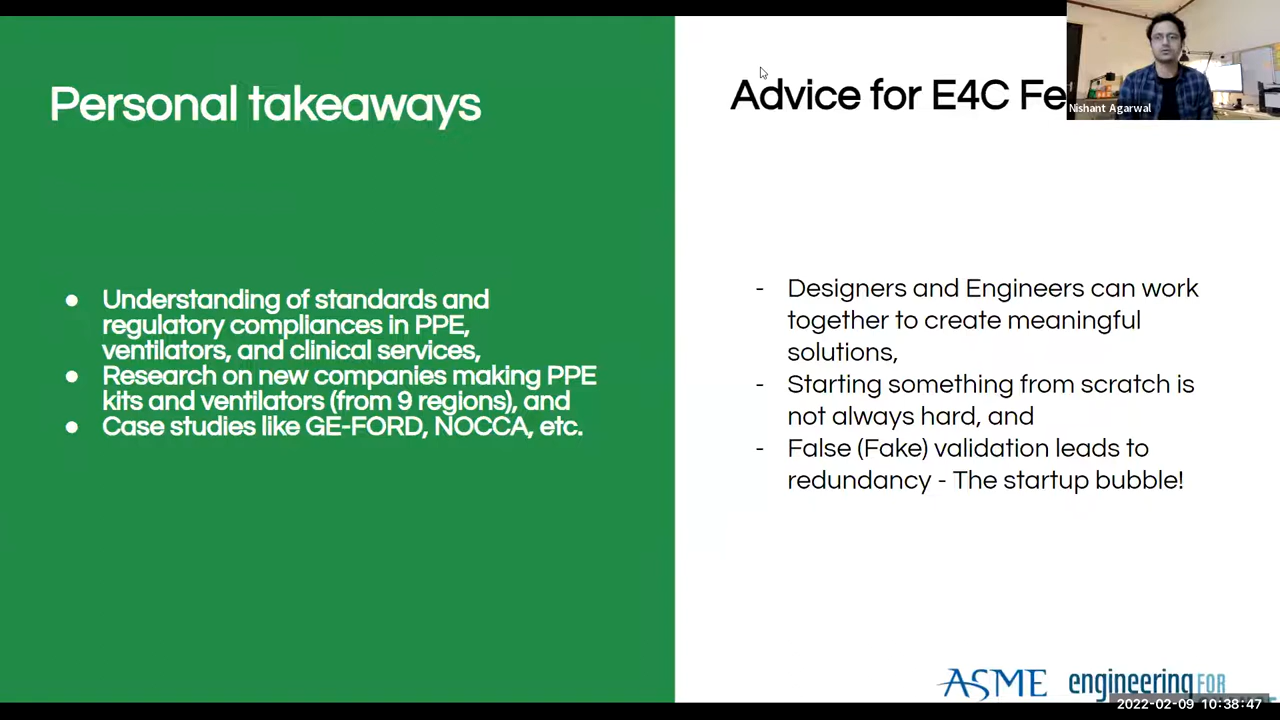 Personal takeaways
Understanding of standards and
regulatory compliances in PPE,
ventilators, and clinical services,
Research on new companies making PPE
kits and ventilators (from 9 regions), and
Case studies like GE-FORD, NOCCA, etc.
Advice for E4C Fe
Nishant Agarwal
- Designers and Engineers can work
together to create meaningful
solutions,
- Starting something from scratch is
not always hard, and
- False (Fake) validation leads to
redundancy - The startup bubble!
ASME
engineering FOR
2022-02-09 10:38:47